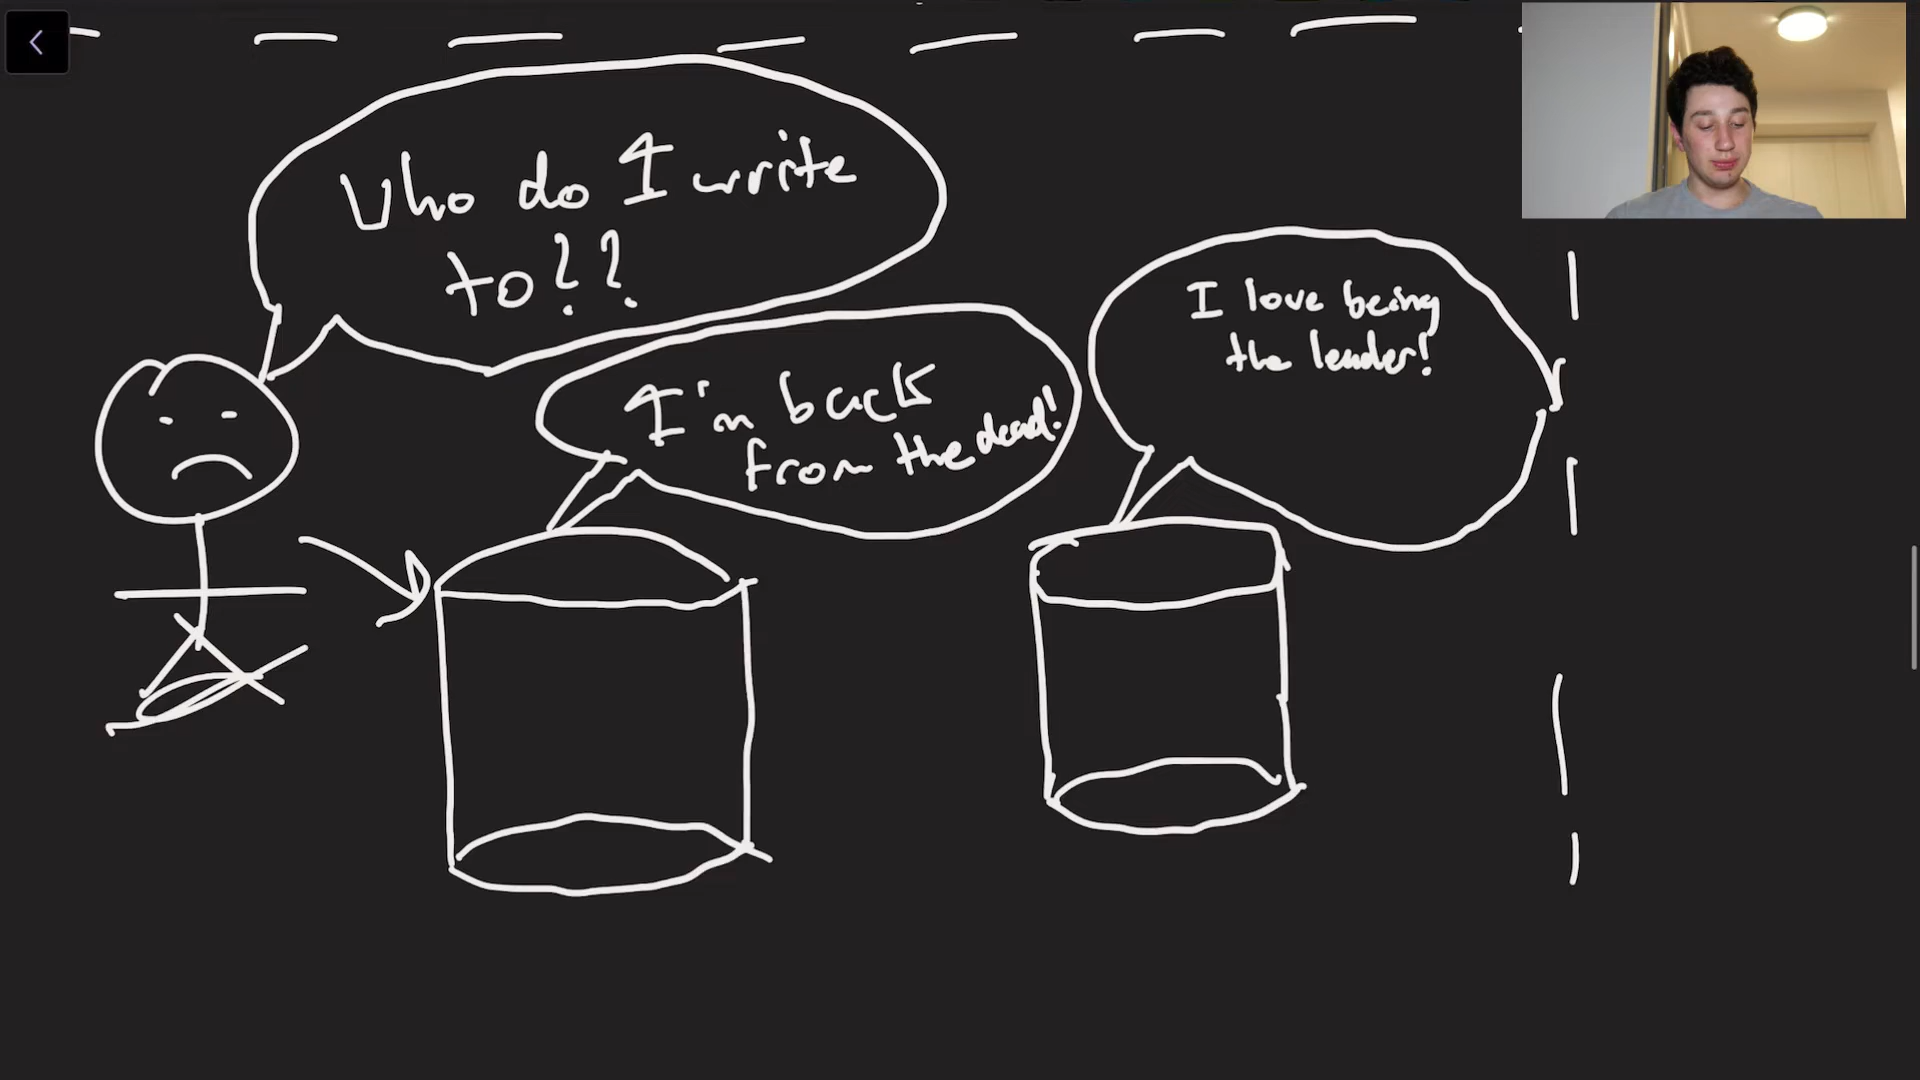 Who do I write
to??
I'm back
from the dead!
I love being
the leader!